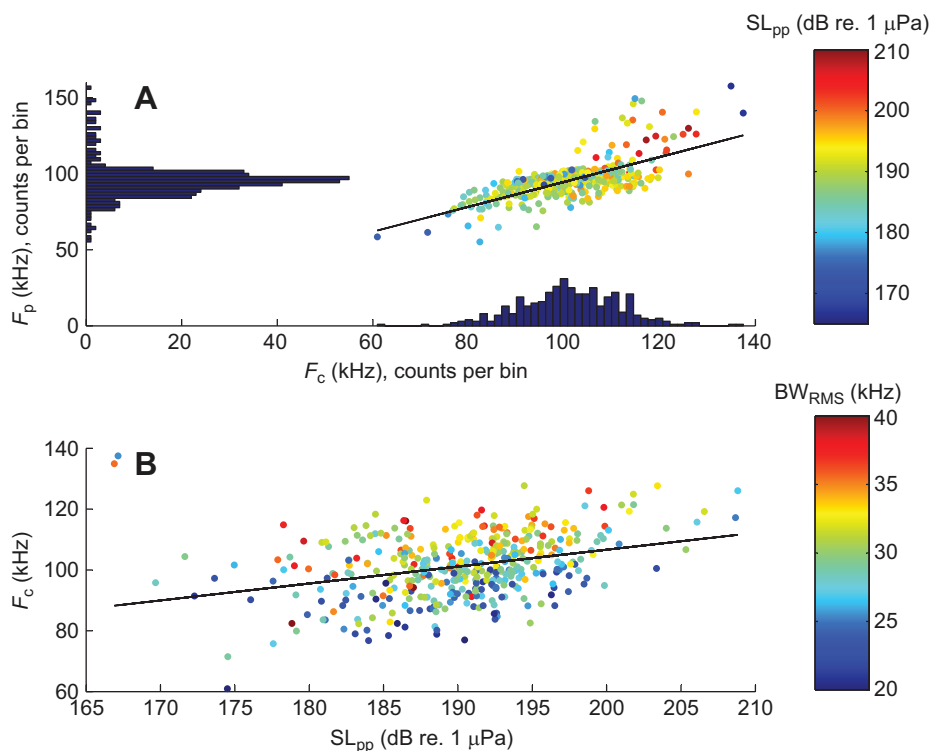 SLpp (dB re. 1 μPa)
210
200
190
180
170
A
150
100
50
0
Fp (kHz), counts per bin
0 20 40 60 80 100 120 140
Fc (kHz), counts per bin
BWRMS (kHz)
40
35
30
25
20
B
140
120
100
80
60
Fc (kHz)
165 170 175 180 185 190 195 200 205 210
SLpp (dB re. 1 μPa)